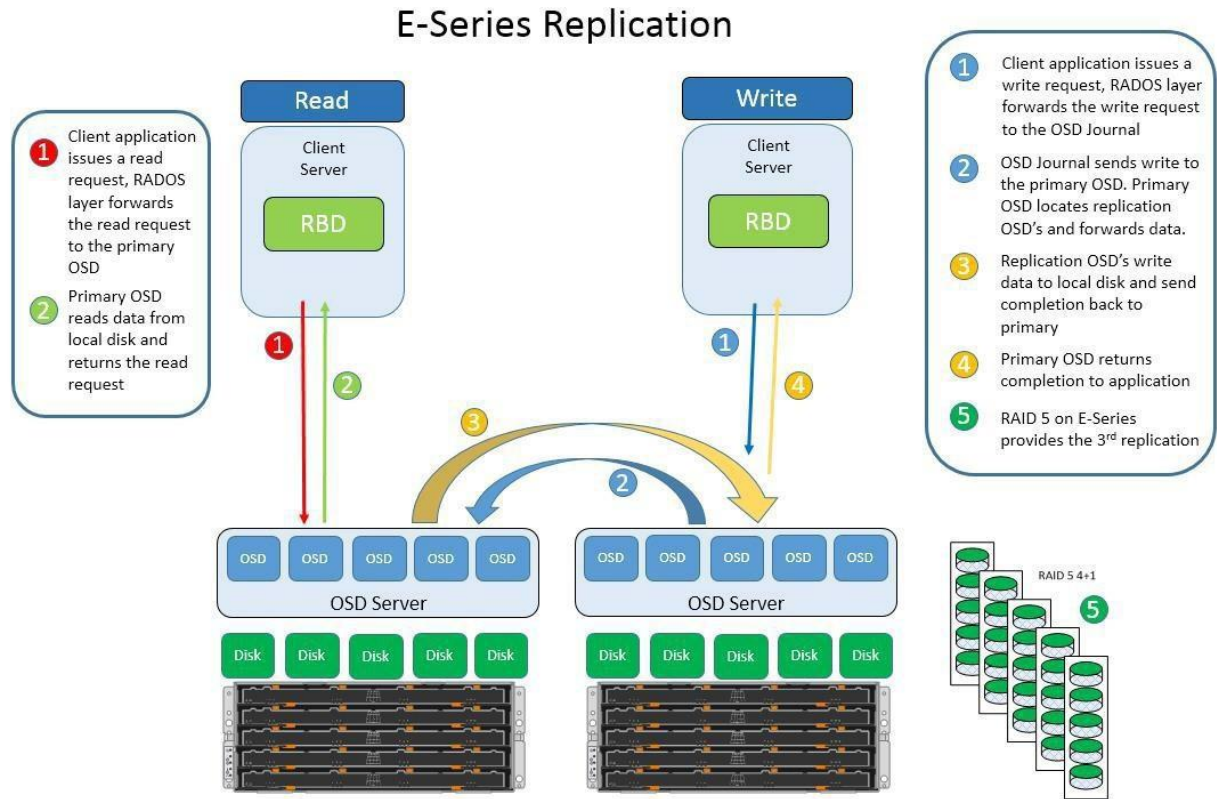 E-Series Replication
Read
Client
Server
RBD
1
Client application
issues a read
request, RADOS
layer forwards
the read request
to the primary
OSD
2
Primary OSD
reads data from
local disk and
returns the read
request
Write
Client
Server
RBD
1
Client application issues a
write request, RADOS layer
forwards the write request
to the OSD Journal
2
OSD Journal sends write to
the primary OSD. Primary
OSD locates replication
OSD's and forwards data.
3
Replication OSD's write
data to local disk and send
completion back to
primary
4
Primary OSD returns
completion to application
5
RAID 5 on E-Series
provides the 3rd replication
1
2
1
4
3
2
OSD OSD OSD OSD OSD
OSD Server
OSD OSD OSD OSD OSD
OSD Server
Disk Disk Disk Disk Disk
Disk Disk Disk Disk Disk
RAID 5 4+1
5